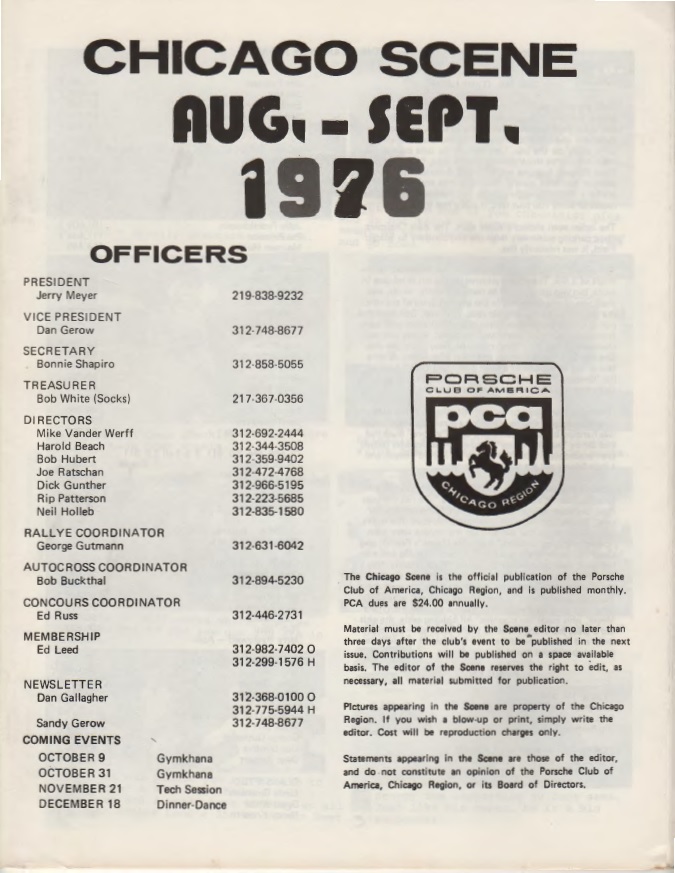 CHICAGO SCENE
AUG. - SEPT.
1976
OFFICERS
PRESIDENT
Jerry Meyer 219-838-9232
VICE PRESIDENT
Dan Gerow 312-748-8677
SECRETARY
Bonnie Shapiro 312-858-5055
TREASURER
Bob White (Socks) 217-367-0356
DIRECTORS
Mike Vander Werff 312-692-2444
Harold Beach 312-344-3508
Bob Hubert 312-359-9402
Joe Ratschan 312-472-4768
Dick Gunther 312-966-5195
Rip Patterson 312-223-5685
Neil Holleb 312-835-1580
RALLYE COORDINATOR
George Gutmann 312-631-6042
AUTOCROSS COORDINATOR
Bob Buckthal 312-894-5230
CONCOURS COORDINATOR
Ed Russ 312-446-2731
MEMBERSHIP
Ed Leed 312-982-7402 O
312-299-1576 H
NEWSLETTER
Dan Gallagher 312-368-0100 O
312-775-5944 H
Sandy Gerow 312-748-8677
COMING EVENTS
OCTOBER 9 Gymkhana
OCTOBER 31 Gymkhana
NOVEMBER 21 Tech Session
DECEMBER 18 Dinner-Dance
PORSCHE
CLUB OF AMERICA
pca
CHICAGO REGION
The Chicago Scene is the official publication of the Porsche
Club of America, Chicago Region, and is published monthly.
PCA dues are $24.00 annually.
Material must be received by the Scene editor no later than
three days after the club's event to be published in the next
issue. Contributions will be published on a space available
basis. The editor of the Scene reserves the right to edit, as
necessary, all material submitted for publication.
Pictures appearing in the Scene are property of the Chicago
Region. If you wish a blow-up or print, simply write the
editor. Cost will be reproduction charges only.
Statements appearing in the Scene are those of the editor,
and do not constitute an opinion of the Porsche Club of
America, Chicago Region, or its Board of Directors.